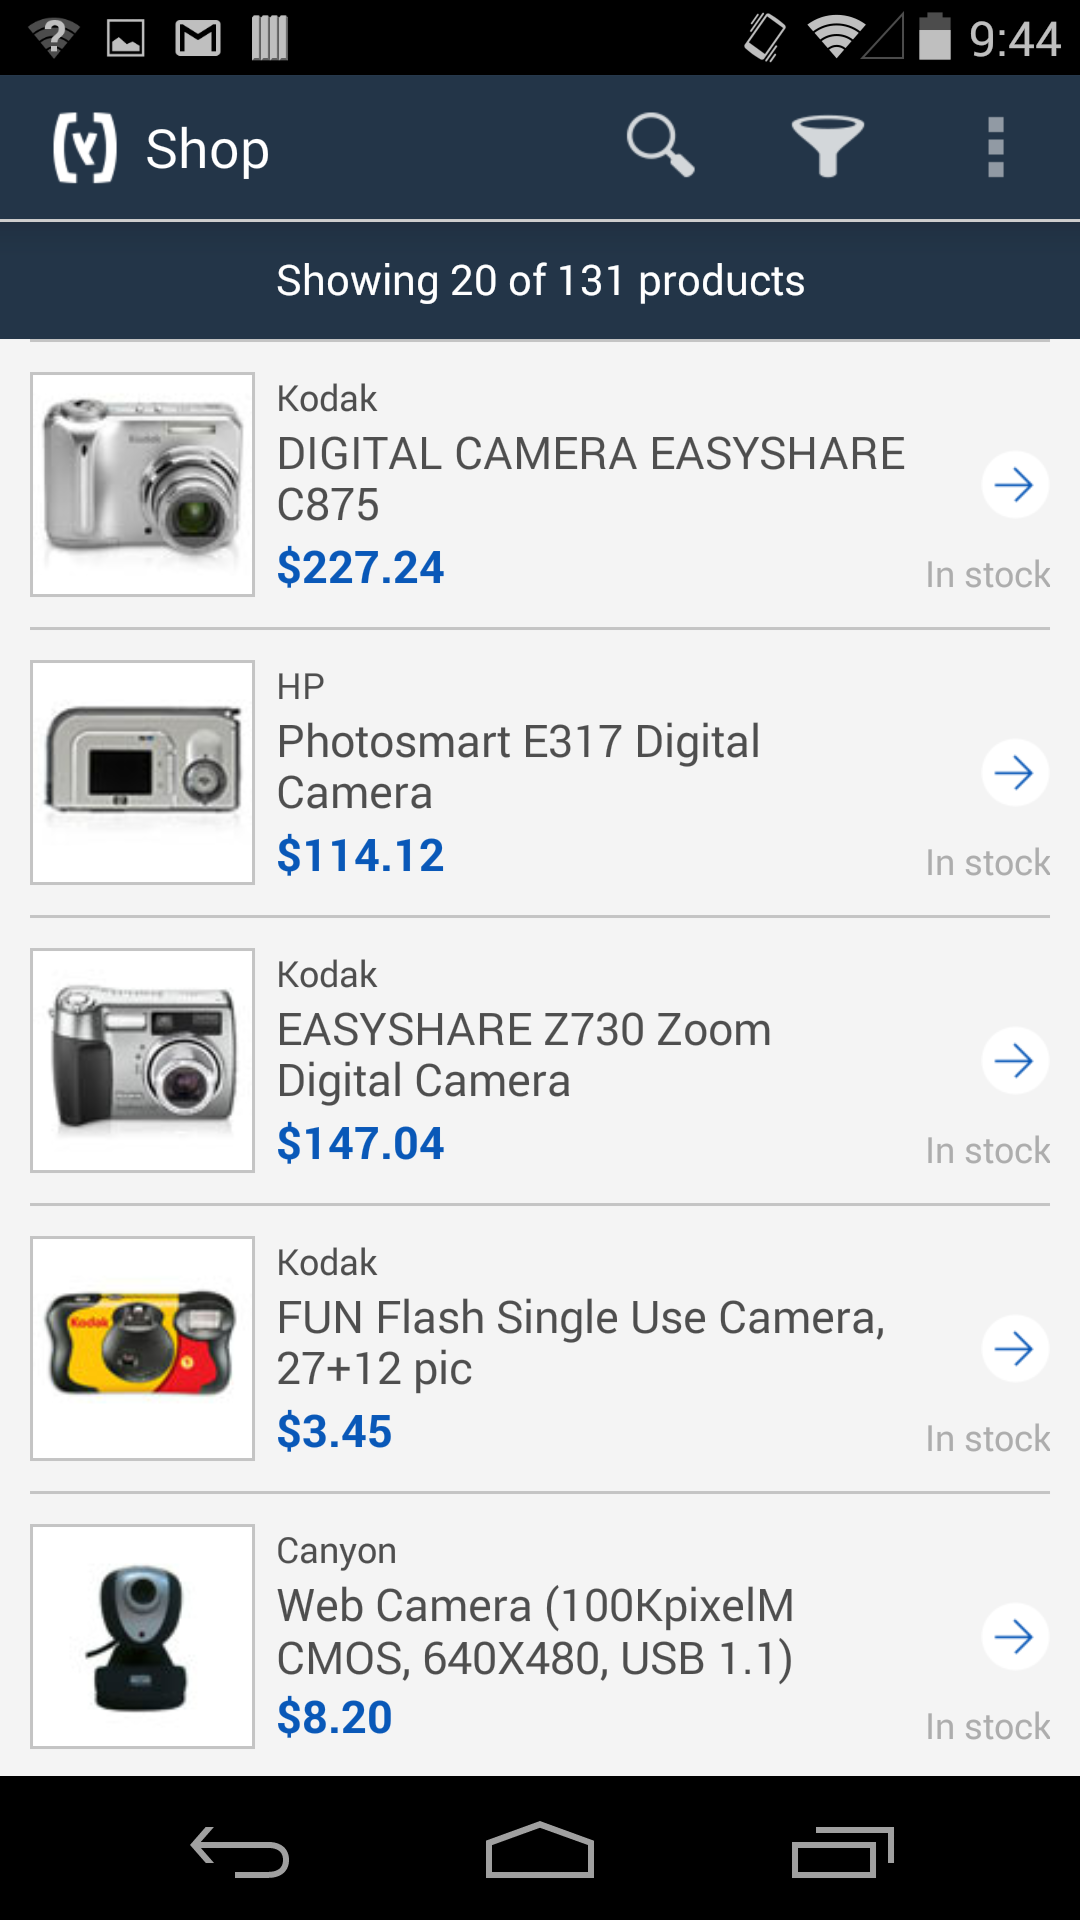 9:44
Shop
Showing 20 of 131 products
Kodak
DIGITAL CAMERA EASYSHARE
C875
$227.24
In stock
HP
Photosmart E317 Digital
Camera
$114.12
In stock
Kodak
EASYSHARE Z730 Zoom
Digital Camera
$147.04
In stock
Kodak
Kodak
FUN Flash Single Use Camera,
27+12 pic
$3.45
In stock
Canyon
Web Camera (100KpixelM
CMOS, 640X480, USB 1.1)
$8.20
In stock